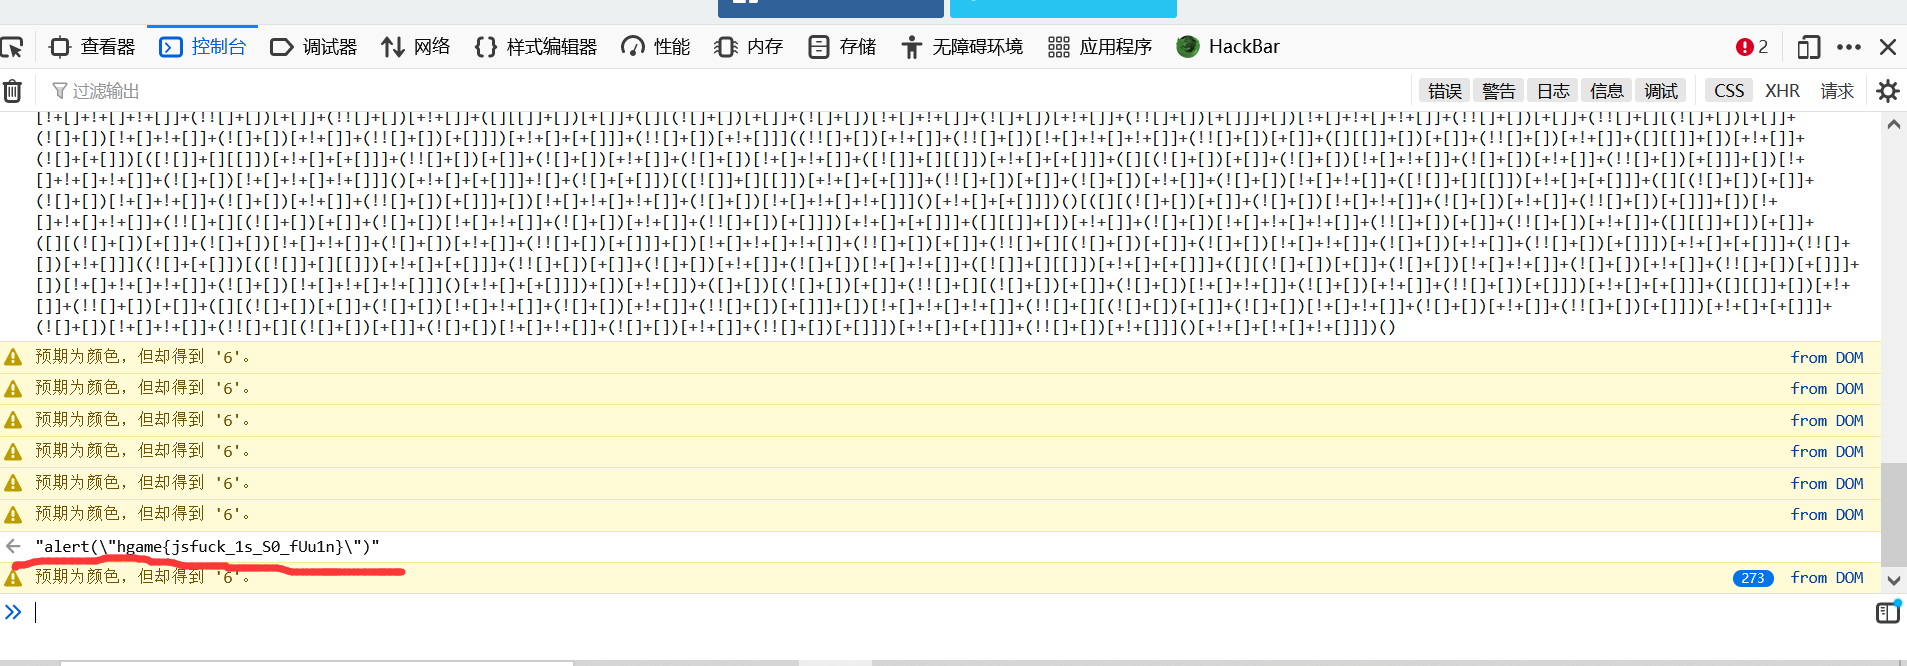 查看器 控制台 调试器 网络 样式编辑器 性能 内存 存储 无障碍环境 应用程序 HackBar 2
过滤输出 错误 警告 日志 信息 调试 CSS XHR 请求
[!+[]+!+[]+!+[]]+(!![]+[])[+[]]+(!![]+[])[+!+[]]+([][[]]+[])[+[]]+([][(![]+[])[+[]]+(![]+[])[!+[]+!+[]]+(![]+[])[+!+[]]+(!![]+[])[+[]]]+[])[!+[]+!+[]+!+[]]+(!![]+[])[+[]]+(!![]+[][(![]+[])[+[]]+
(![]+[])[!+[]+!+[]]+(![]+[])[+!+[]]+(!![]+[])[+[]]])[+!+[]+[+[]]]+(!![]+[])[+!+[]]((!![]+[])[+!+[]]+(!![]+[])[!+[]+!+[]+!+[]]+(!![]+[])[+[]]+([][[]]+[])[+[]]+(!![]+[])[+!+[]]+([][[]]+[])[+!+[]]+
(![]+[+[]])[([![]]+[][[]])[+!+[]+[+[]]]+(!![]+[])[+[]]+(![]+[])[+!+[]]+(![]+[])[!+[]+!+[]]+([![]]+[][[]])[+!+[]+[+[]]]+([][(![]+[])[+[]]+(![]+[])[!+[]+!+[]]+(![]+[])[+!+[]]+(!![]+[])[+[]]]+[])[!+
[]+!+[]+!+[]]+(![]+[])[!+[]+!+[]+!+[]]]()[+!+[]+[+[]]]+![]+(![]+[+[]])[([![]]+[][[]])[+!+[]+[+[]]]+(!![]+[])[+[]]+(![]+[])[+!+[]]+(![]+[])[!+[]+!+[]]+([![]]+[][[]])[+!+[]+[+[]]]+([][(![]+[])[+[]]+
(![]+[])[!+[]+!+[]]+(![]+[])[+!+[]]+(!![]+[])[+[]]]+[])[!+[]+!+[]+!+[]]+(![]+[])[!+[]+!+[]+!+[]]]()[+!+[]+[+[]]])()[([][(![]+[])[+[]]+(![]+[])[!+[]+!+[]]+(![]+[])[+!+[]]+(!![]+[])[+[]]]+[])[!+
[]+!+[]+!+[]]+(!![]+[][(![]+[])[+[]]+(![]+[])[!+[]+!+[]]+(![]+[])[+!+[]]+(!![]+[])[+[]]])[+!+[]+[+[]]]+([][[]]+[])[+!+[]]+(![]+[])[!+[]+!+[]+!+[]]+(!![]+[])[+[]]+(!![]+[])[+!+[]]+([][[]]+[])[+[]]+
([][(![]+[])[+[]]+(![]+[])[!+[]+!+[]]+(![]+[])[+!+[]]+(!![]+[])[+[]]]+[])[!+[]+!+[]+!+[]]+(!![]+[])[+[]]+(!![]+[][(![]+[])[+[]]+(![]+[])[!+[]+!+[]]+(![]+[])[+!+[]]+(!![]+[])[+[]]])[+!+[]+[+[]]]+(!![]+
[])[+!+[]]]((![]+[+[]])[([![]]+[][[]])[+!+[]+[+[]]]+(!![]+[])[+[]]+(![]+[])[+!+[]]+(![]+[])[!+[]+!+[]]+([![]]+[][[]])[+!+[]+[+[]]]+([][(![]+[])[+[]]+(![]+[])[!+[]+!+[]]+(![]+[])[+!+[]]+(!![]+[])[+[]]]+
[])[!+[]+!+[]+!+[]]+(![]+[])[!+[]+!+[]+!+[]]]()[+!+[]+[+[]]])+[])[+!+[]])+([]+[])[(![]+[])[+[]]+(!![]+[][(![]+[])[+[]]+(![]+[])[!+[]+!+[]]+(![]+[])[+!+[]]+(!![]+[])[+[]]])[+!+[]+[+[]]]+([][[]]+[])[+!+
[]]+(!![]+[])[+[]]+([][(![]+[])[+[]]+(![]+[])[!+[]+!+[]]+(![]+[])[+!+[]]+(!![]+[])[+[]]]+[])[!+[]+!+[]+!+[]]+(!![]+[][(![]+[])[+[]]+(![]+[])[!+[]+!+[]]+(![]+[])[+!+[]]+(!![]+[])[+[]]])[+!+[]+[+[]]]+
(![]+[])[!+[]+!+[]]+(!![]+[][(![]+[])[+[]]+(![]+[])[!+[]+!+[]]+(![]+[])[+!+[]]+(!![]+[])[+[]]])[+!+[]+[+[]]]+(!![]+[])[+!+[]]]()[+!+[]+[!+[]+!+[]]])()
预期为颜色，但却得到 '6'。 from DOM
预期为颜色，但却得到 '6'。 from DOM
预期为颜色，但却得到 '6'。 from DOM
预期为颜色，但却得到 '6'。 from DOM
预期为颜色，但却得到 '6'。 from DOM
预期为颜色，但却得到 '6'。 from DOM
"alert(\"hgame{jsfuck_1s_S0_fUu1n}\")"
预期为颜色，但却得到 '6'。 273 from DOM